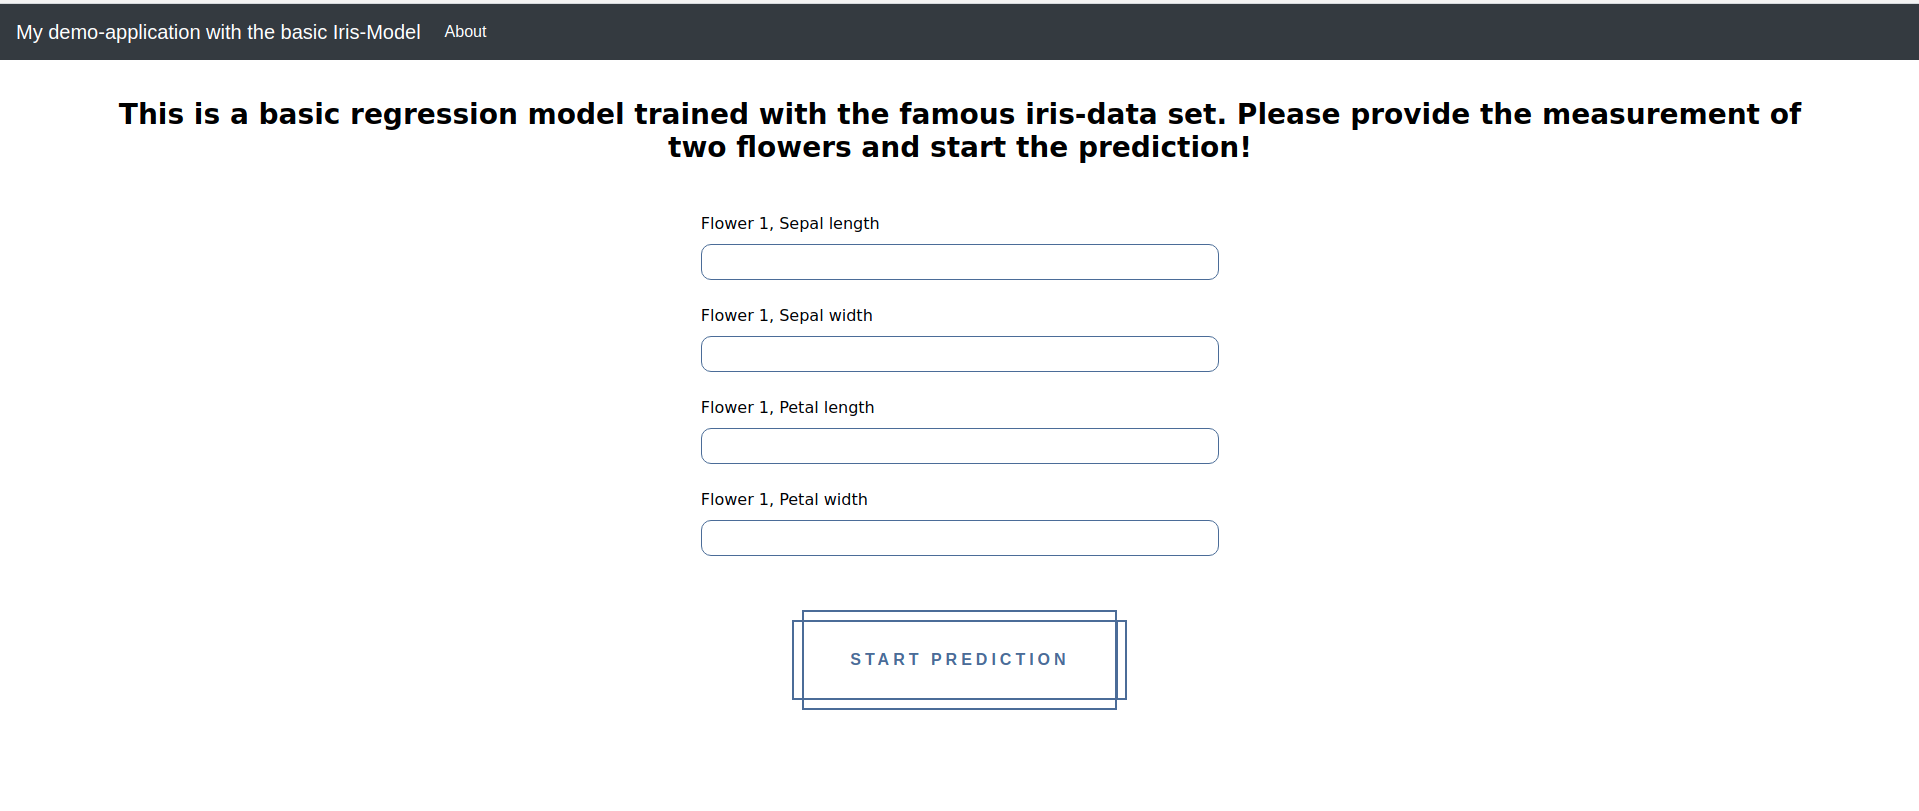 My demo-application with the basic Iris-Model About
This is a basic regression model trained with the famous iris-data set. Please provide the measurement of
two flowers and start the prediction!
Flower 1, Sepal length
Flower 1, Sepal width
Flower 1, Petal length
Flower 1, Petal width
START PREDICTION